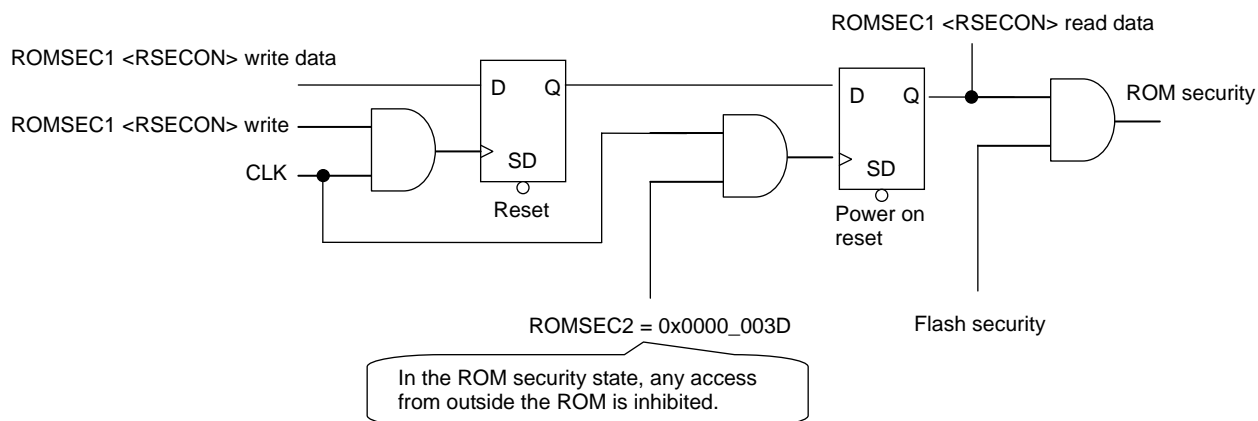 ROMSEC1 <RSECON> read data
ROMSEC1 <RSECON> write data
D Q
D Q
ROM security
ROMSEC1 <RSECON> write
CLK
SD
SD
Reset
Power on
reset
ROMSEC2 = 0x0000_003D
Flash security
In the ROM security state, any access
from outside the ROM is inhibited.